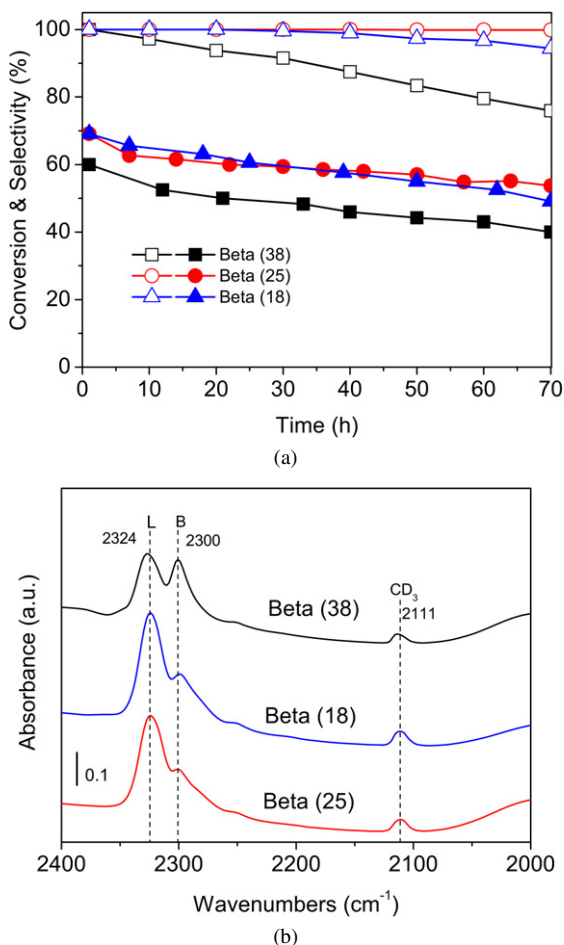 100
80
60
40
20
0
Conversion & Selectivity (%)
Beta (38)
Beta (25)
Beta (18)
0 10 20 30 40 50 60 70
Time (h)
(a)
L B
2324 2300
CD3
2111
Beta (38)
Beta (18)
Beta (25)
0.1
Absorbance (a.u.)
2400 2300 2200 2100 2000
Wavenumbers (cm-1)
(b)